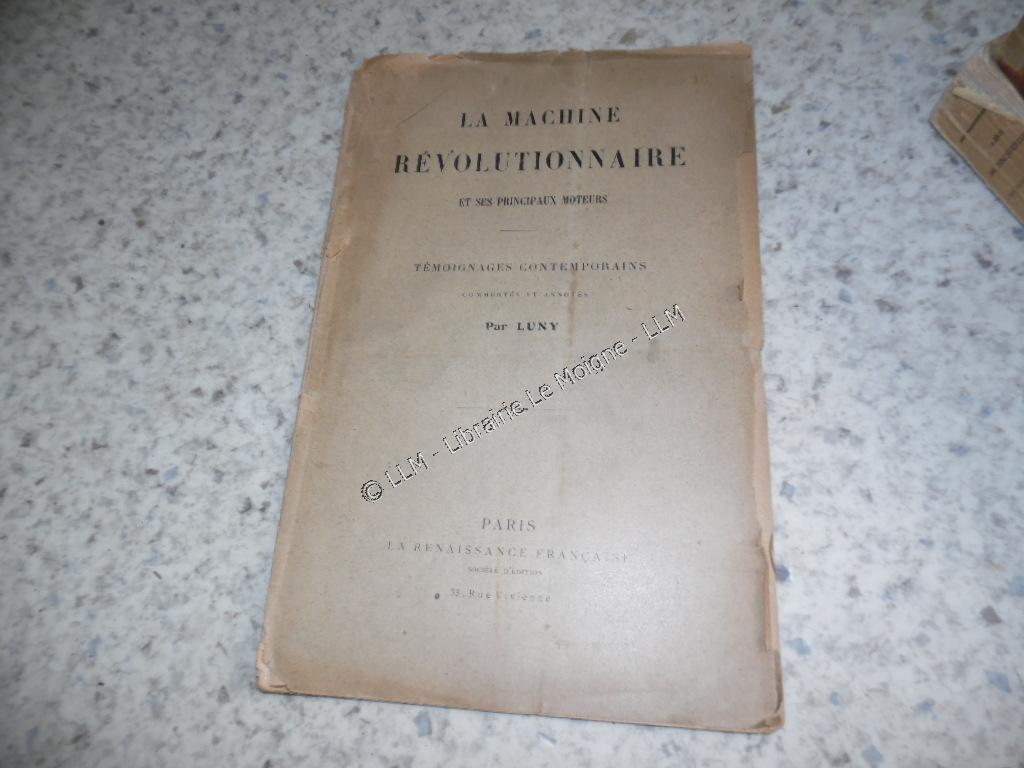 LA MACHINE
RÉVOLUTIONNAIRE
ET SES PRINCIPAUX MOTEURS
TÉMOIGNAGES CONTEMPORAINS
COMMENTÉS ET ANNOTÉS
Par LUNY
© LLM - Librairie Le Moigne - LLM
PARIS
LA RENAISSANCE FRANÇAISE
SOCIÉTÉ D'ÉDITION
Rue Vivienne